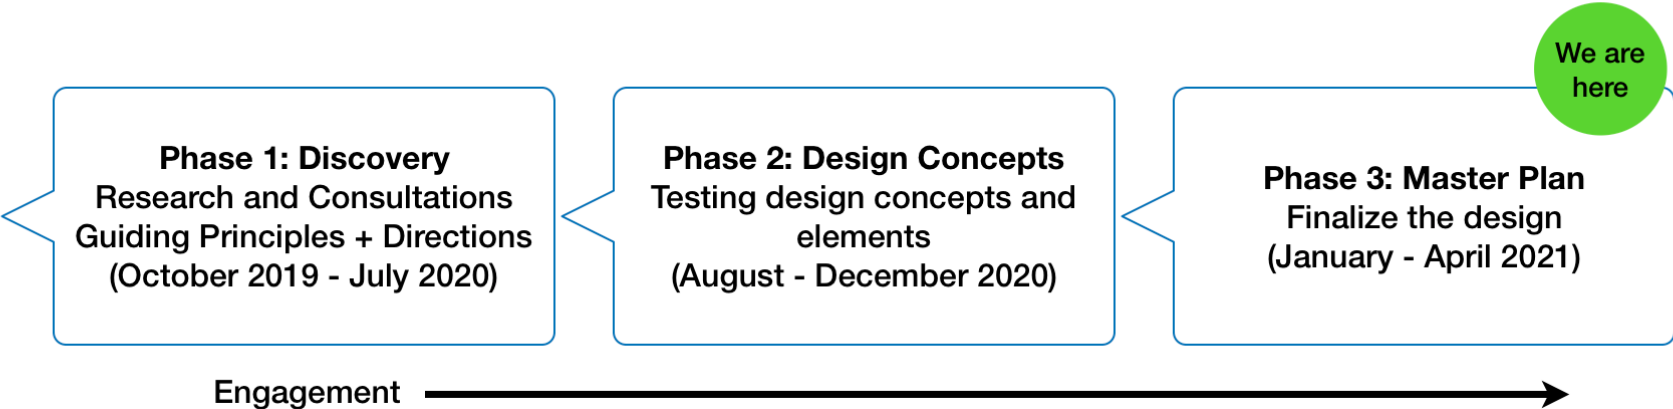 We are
here
Phase 1: Discovery
Research and Consultations
Guiding Principles + Directions
(October 2019 - July 2020)
Phase 2: Design Concepts
Testing design concepts and
elements
(August - December 2020)
Phase 3: Master Plan
Finalize the design
(January - April 2021)
Engagement